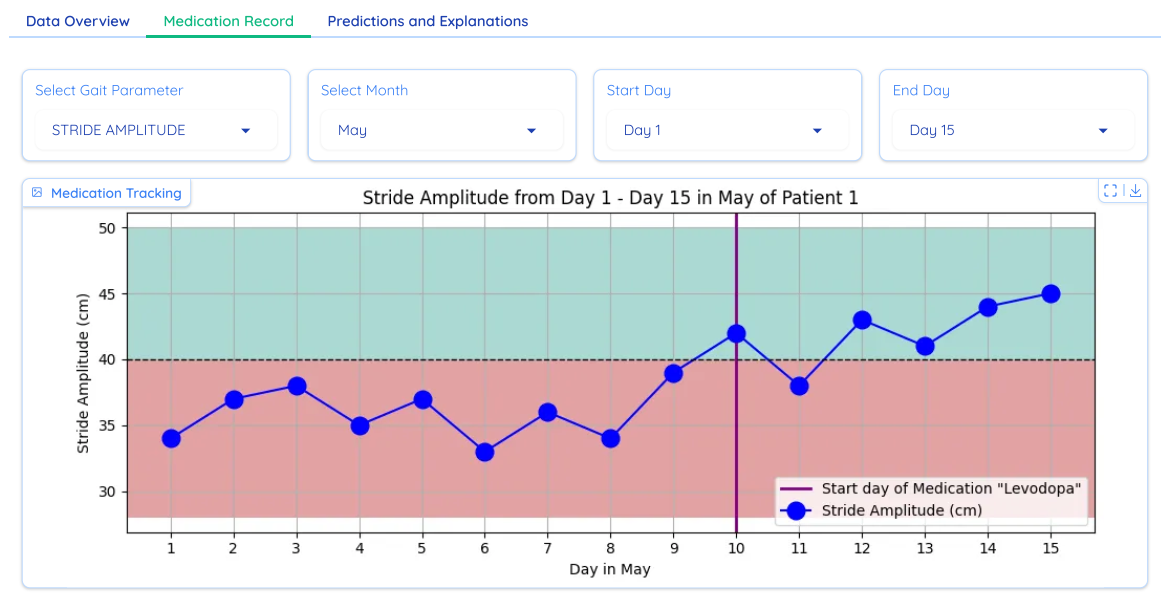 Data Overview Medication Record Predictions and Explanations
Select Gait Parameter Select Month Start Day End Day
STRIDE AMPLITUDE May Day 1 Day 15
Medication Tracking
Stride Amplitude from Day 1 - Day 15 in May of Patient 1
50
45
40
35
30
Stride Amplitude (cm)
Start day of Medication "Levodopa"
Stride Amplitude (cm)
1 2 3 4 5 6 7 8 9 10 11 12 13 14 15
Day in May